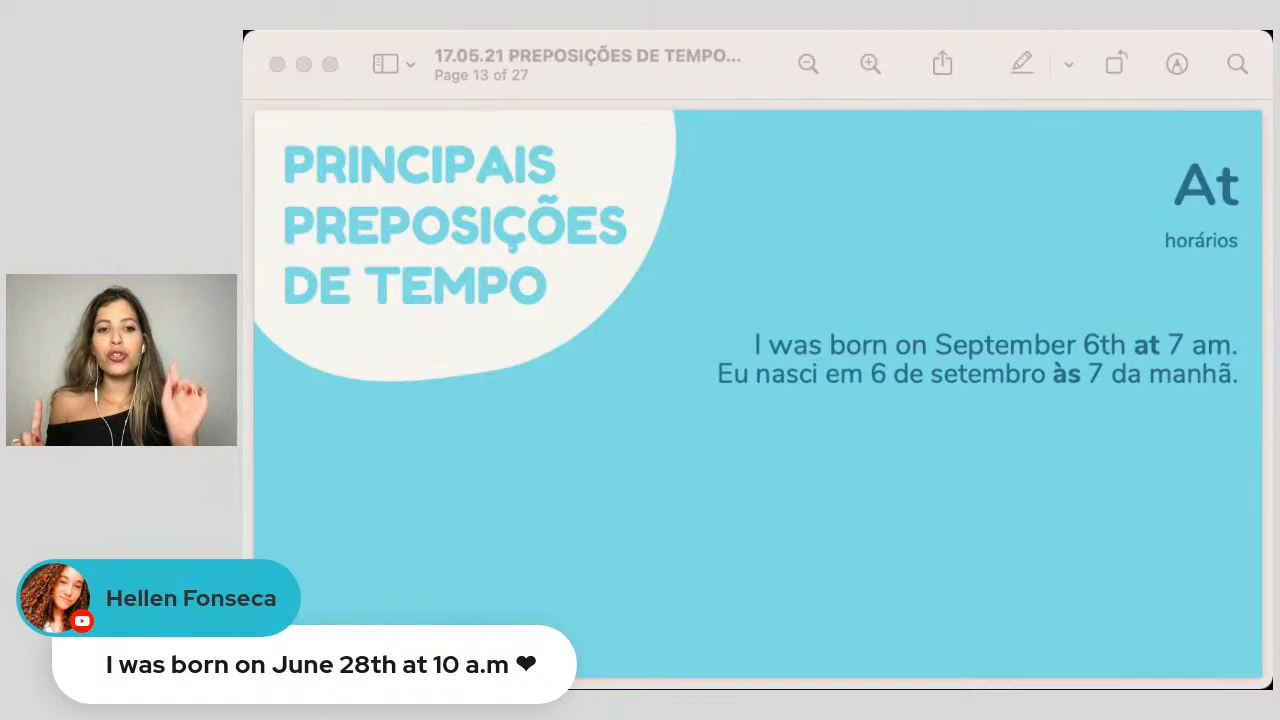 17.05.21 PREPOSIÇÕES DE TEMPO...
Page 13 of 27
PRINCIPAIS
PREPOSIÇÕES
DE TEMPO
At
horários
I was born on September 6th at 7 am.
Eu nasci em 6 de setembro às 7 da manhã.
Hellen Fonseca
I was born on June 28th at 10 a.m ❤